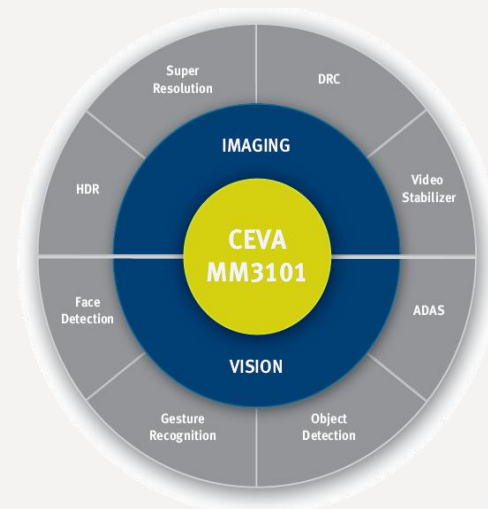 Super
Resolution
DRC
IMAGING
HDR
Video
Stabilizer
CEVA
MM3101
Face
Detection
ADAS
VISION
Gesture
Recognition
Object
Detection